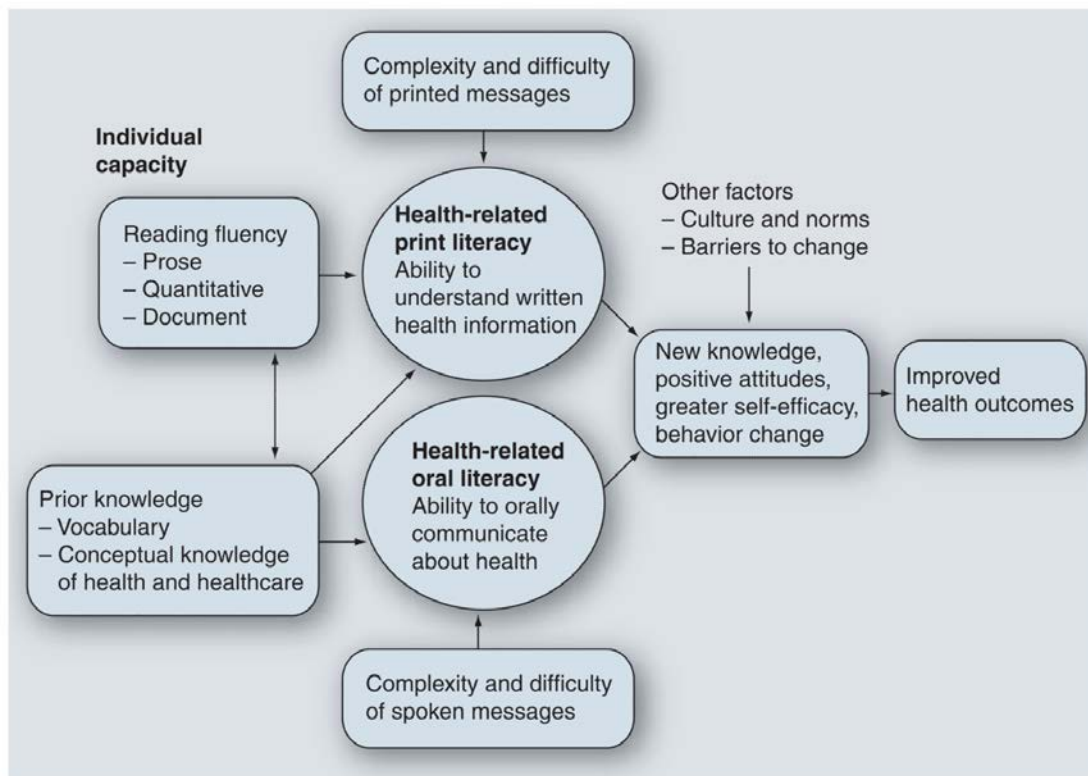 Complexity and difficulty
of printed messages
Individual
capacity
Reading fluency
– Prose
– Quantitative
– Document
Health-related
print literacy
Ability to
understand written
health information
Other factors
– Culture and norms
– Barriers to change
New knowledge,
positive attitudes,
greater self-efficacy,
behavior change
Improved
health outcomes
Prior knowledge
– Vocabulary
– Conceptual knowledge
of health and healthcare
Health-related
oral literacy
Ability to orally
communicate
about health
Complexity and difficulty
of spoken messages